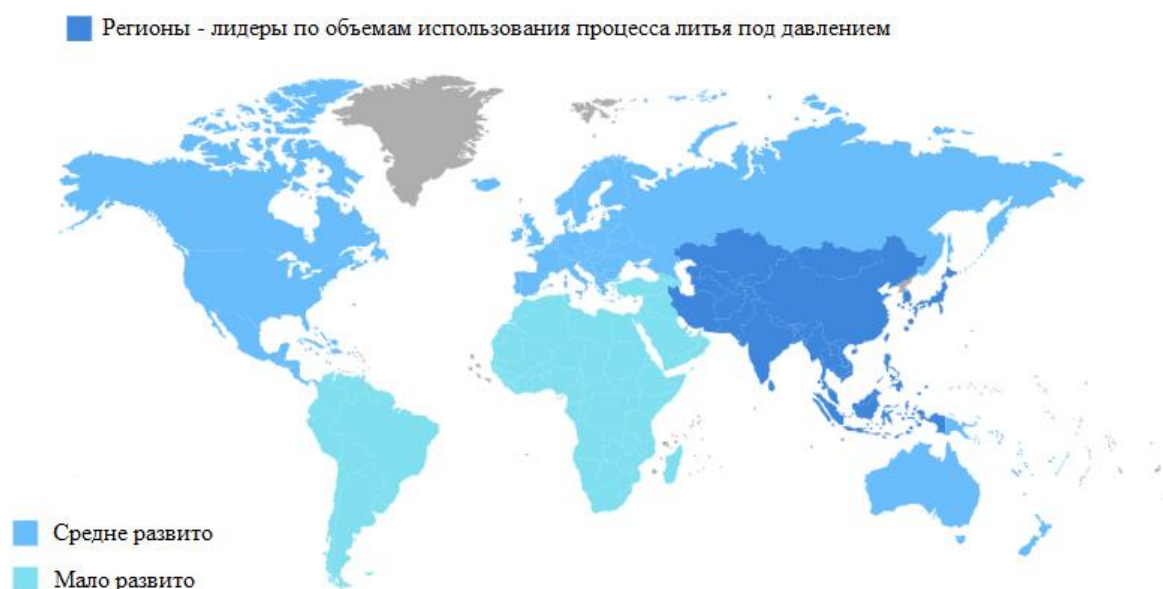 Регионы - лидеры по объемам использования процесса литья под давлением
Средне развито
Мало развито